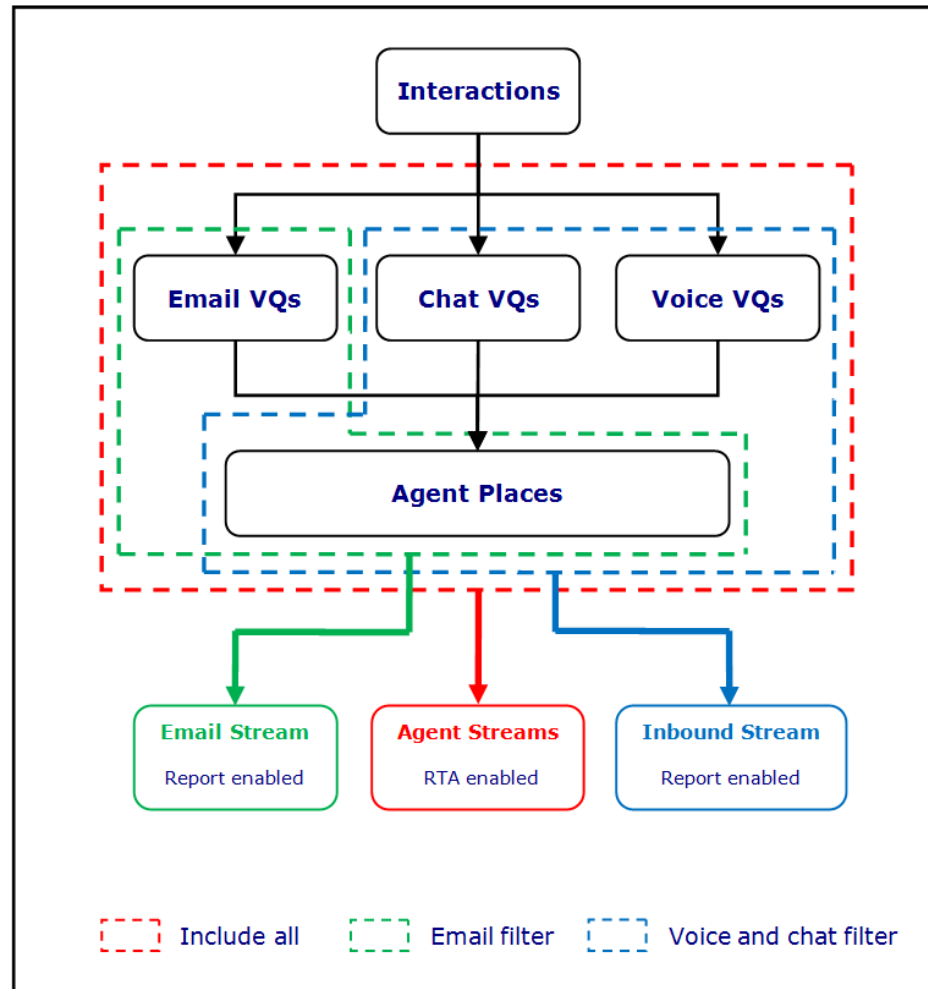 Interactions
Email VQs
Chat VQs
Voice VQs
Agent Places
Email Stream
Report enabled
Agent Streams
RTA enabled
Inbound Stream
Report enabled
Include all
Email filter
Voice and chat filter